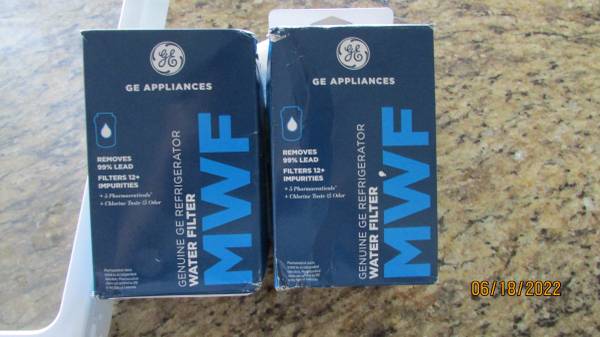 GE
GE APPLIANCES
REMOVES
99% LEAD
FILTERS 12+
IMPURITIES
+ 5 Pharmaceuticals*
+ Chlorine Taste & Odor
GENUINE GE REFRIGERATOR
WATER FILTER
MWF
GE
GE APPLIANCES
REMOVES
99% LEAD
FILTERS 12+
IMPURITIES
+ 5 Pharmaceuticals*
+ Chlorine Taste & Odor
GENUINE GE REFRIGERATOR
WATER FILTER
MWF
06/18/2022